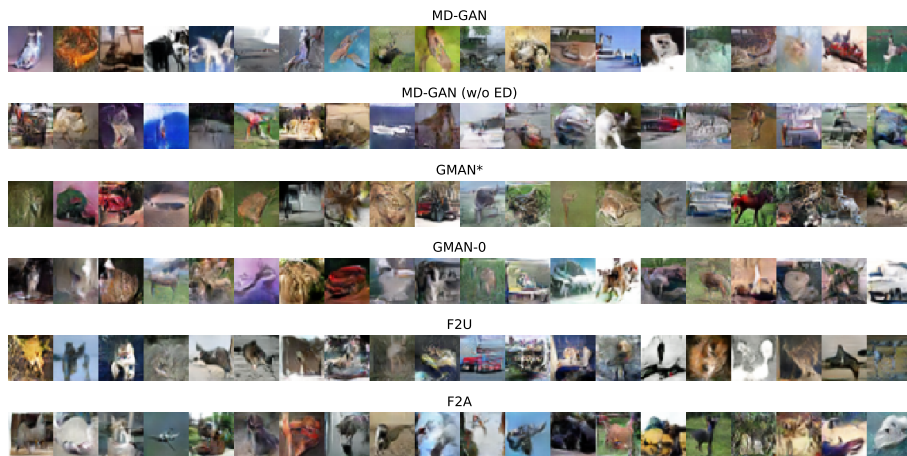 MD-GAN
MD-GAN (w/o ED)
GMAN*
GMAN-0
F2U
F2A